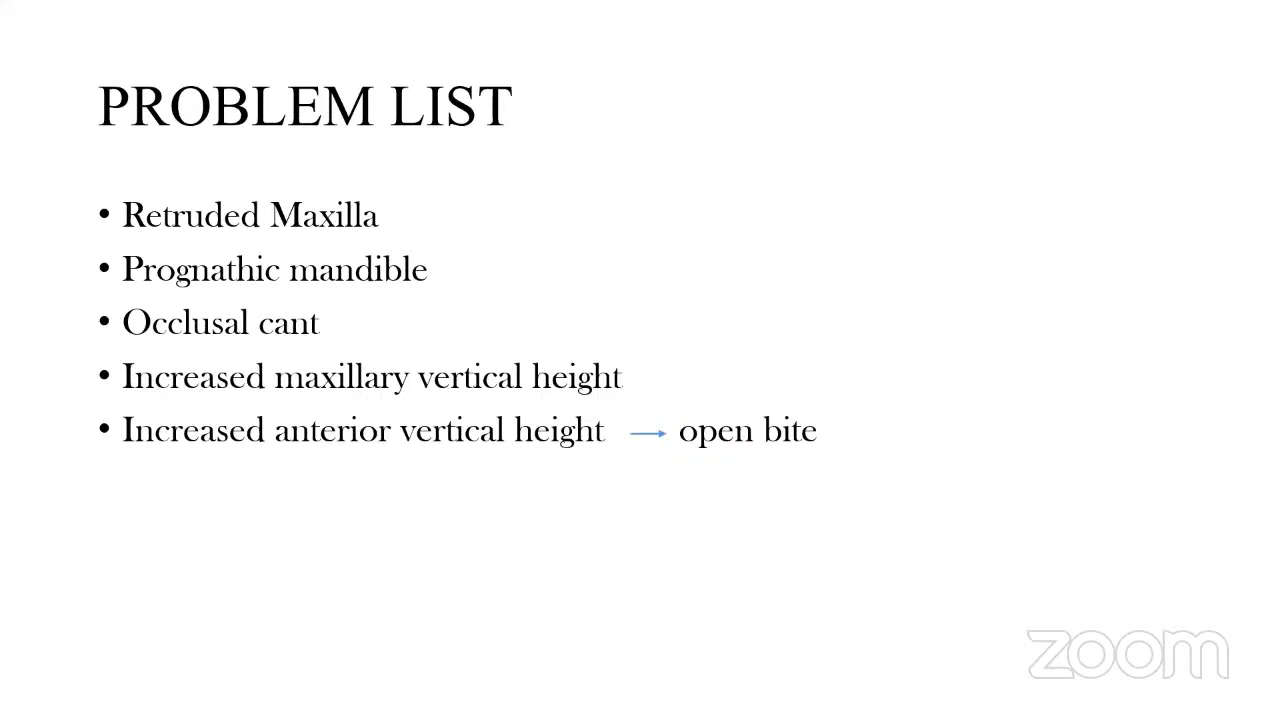 PROBLEM LIST
• Retruded Maxilla
• Prognathic mandible
• Occlusal cant
• Increased maxillary vertical height
• Increased anterior vertical height → open bite
zoom